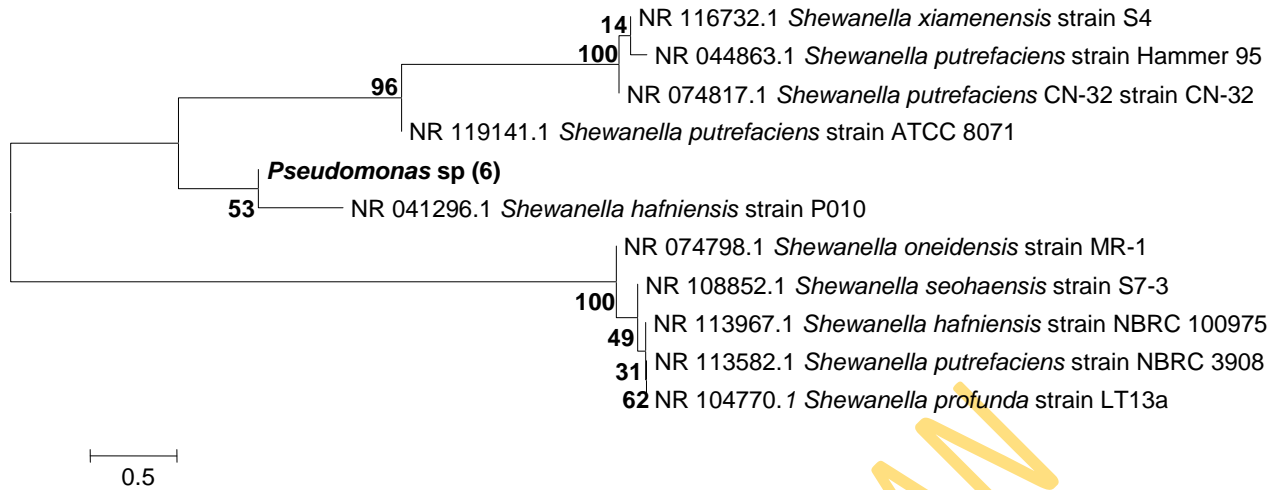 NR 116732.1 Shewanella xiamenensis strain S4
14
NR 044863.1 Shewanella putrefaciens strain Hammer 95
100
NR 074817.1 Shewanella putrefaciens CN-32 strain CN-32
96
NR 119141.1 Shewanella putrefaciens strain ATCC 8071
Pseudomonas sp (6)
53
NR 041296.1 Shewanella hafniensis strain P010
NR 074798.1 Shewanella oneidensis strain MR-1
NR 108852.1 Shewanella seohaensis strain S7-3
100
NR 113967.1 Shewanella hafniensis strain NBRC 100975
49
NR 113582.1 Shewanella putrefaciens strain NBRC 3908
31
62 NR 104770.1 Shewanella profunda strain LT13a
0.5
AN